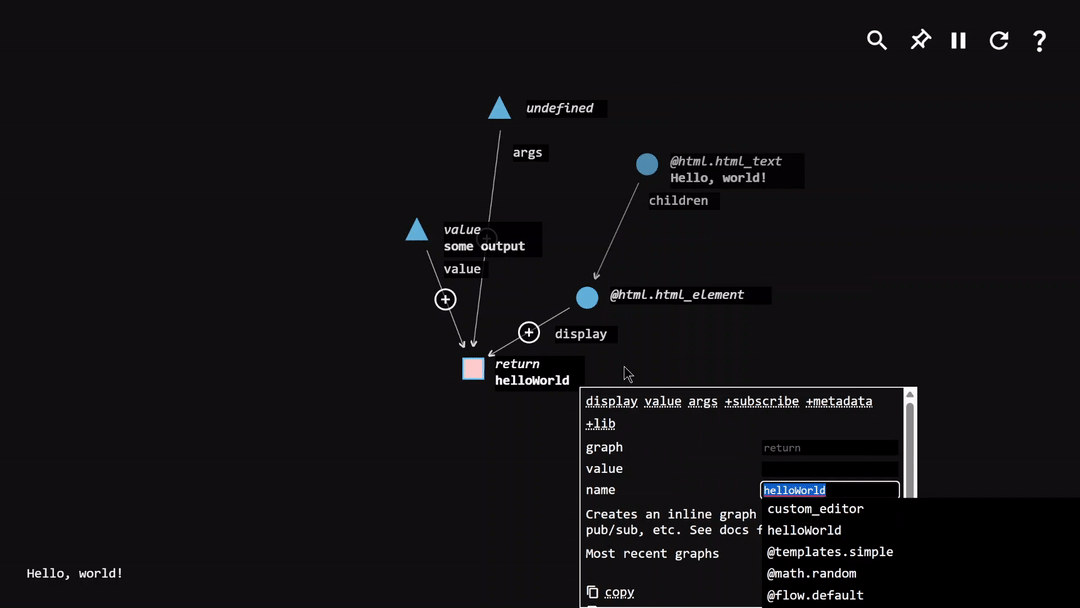 undefined
args
@html.html_text
Hello, world!
children
value
some output
value
@html.html_element
display
return
helloWorld
display value args +subscribe +metadata
+lib
graph return
value
name helloWorld
Creates an inline graph
pub/sub, etc. See docs f
Most recent graphs
copy
custom_editor
helloWorld
@templates.simple
@math.random
@flow.default
Hello, world!